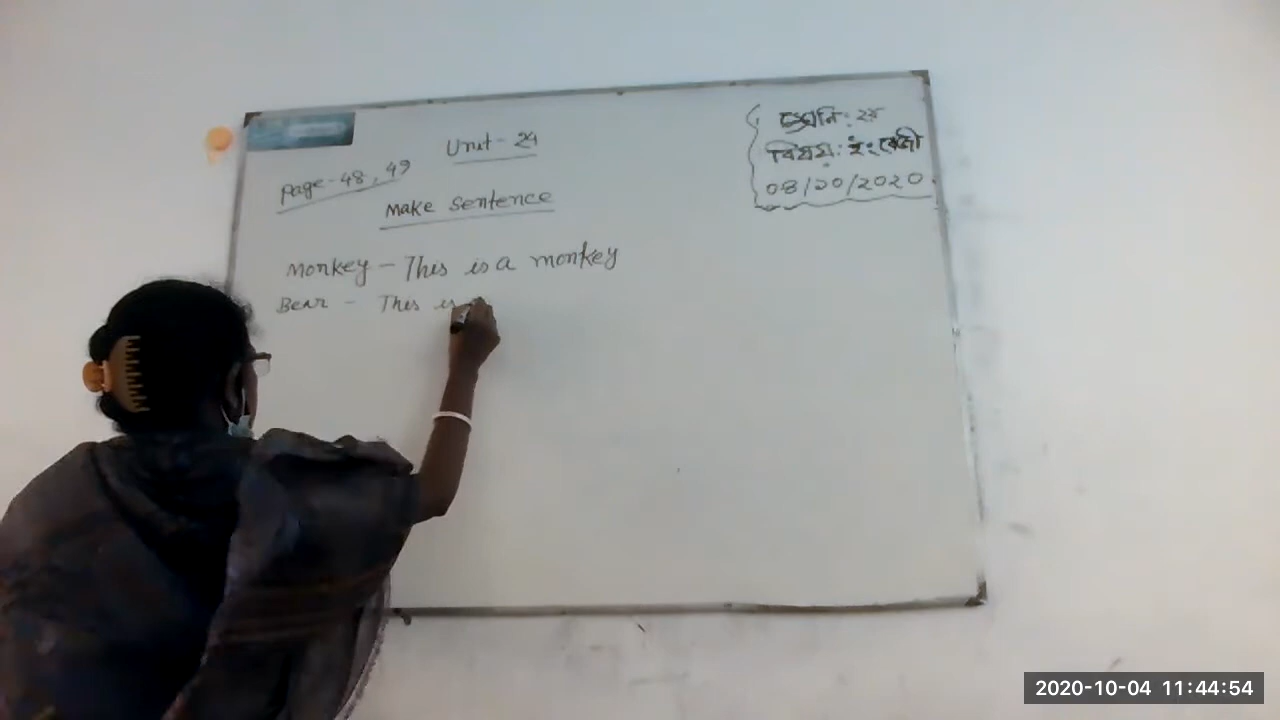 Unit - 24
Page - 48, 49
Make Sentence
Monkey - This is a monkey
Bear - This is
শ্রেনি: ২য়
বিষয়: ইংরেজী
08/20/2020
2020-10-04 11:44:54